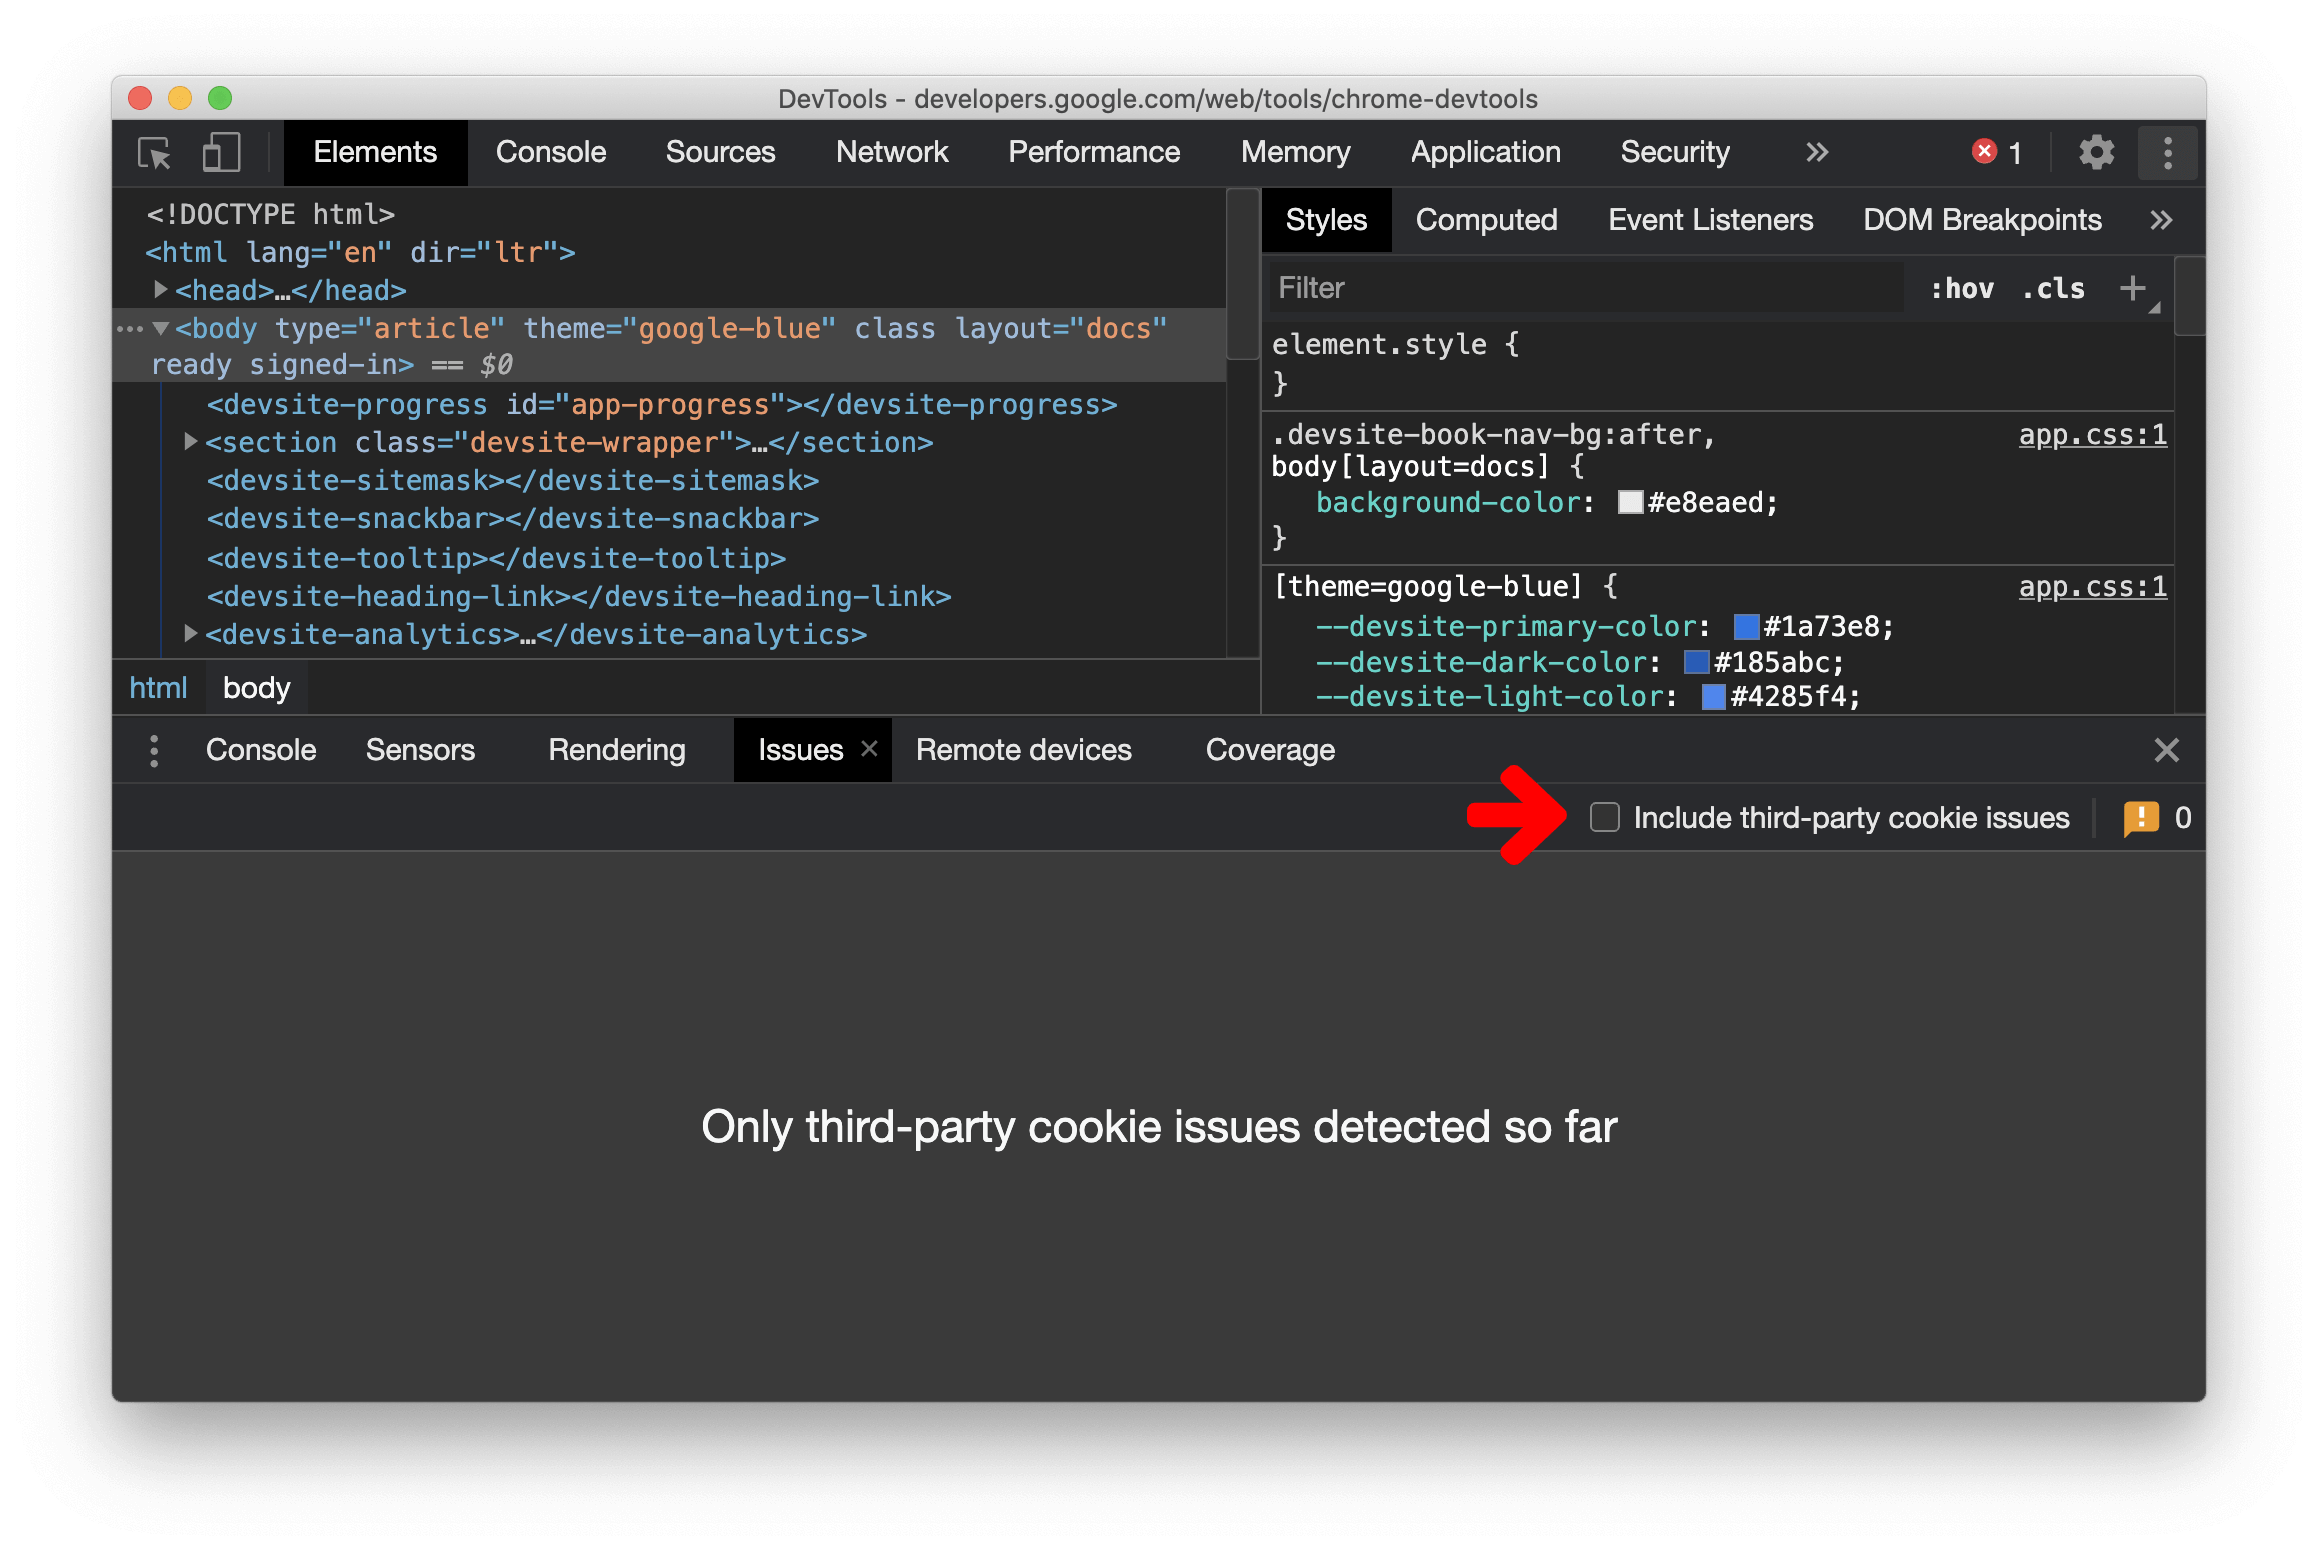 DevTools - developers.google.com/web/tools/chrome-devtools
Elements Console Sources Network Performance Memory Application Security » 1
<!DOCTYPE html>
<html lang="en" dir="ltr">
<head>…</head>
<body type="article" theme="google-blue" class layout="docs"
ready signed-in> == $0
<devsite-progress id="app-progress"></devsite-progress>
<section class="devsite-wrapper">…</section>
<devsite-sitemask></devsite-sitemask>
<devsite-snackbar></devsite-snackbar>
<devsite-tooltip></devsite-tooltip>
<devsite-heading-link></devsite-heading-link>
<devsite-analytics>…</devsite-analytics>
html body
Styles Computed Event Listeners DOM Breakpoints »
Filter :hov .cls +
element.style {
}
.devsite-book-nav-bg:after, app.css:1
body[layout=docs] {
background-color: #e8eaed;
}
[theme=google-blue] { app.css:1
--devsite-primary-color: #1a73e8;
--devsite-dark-color: #185abc;
--devsite-light-color: #4285f4;
Console Sensors Rendering Issues × Remote devices Coverage ×
Include third-party cookie issues 0
Only third-party cookie issues detected so far